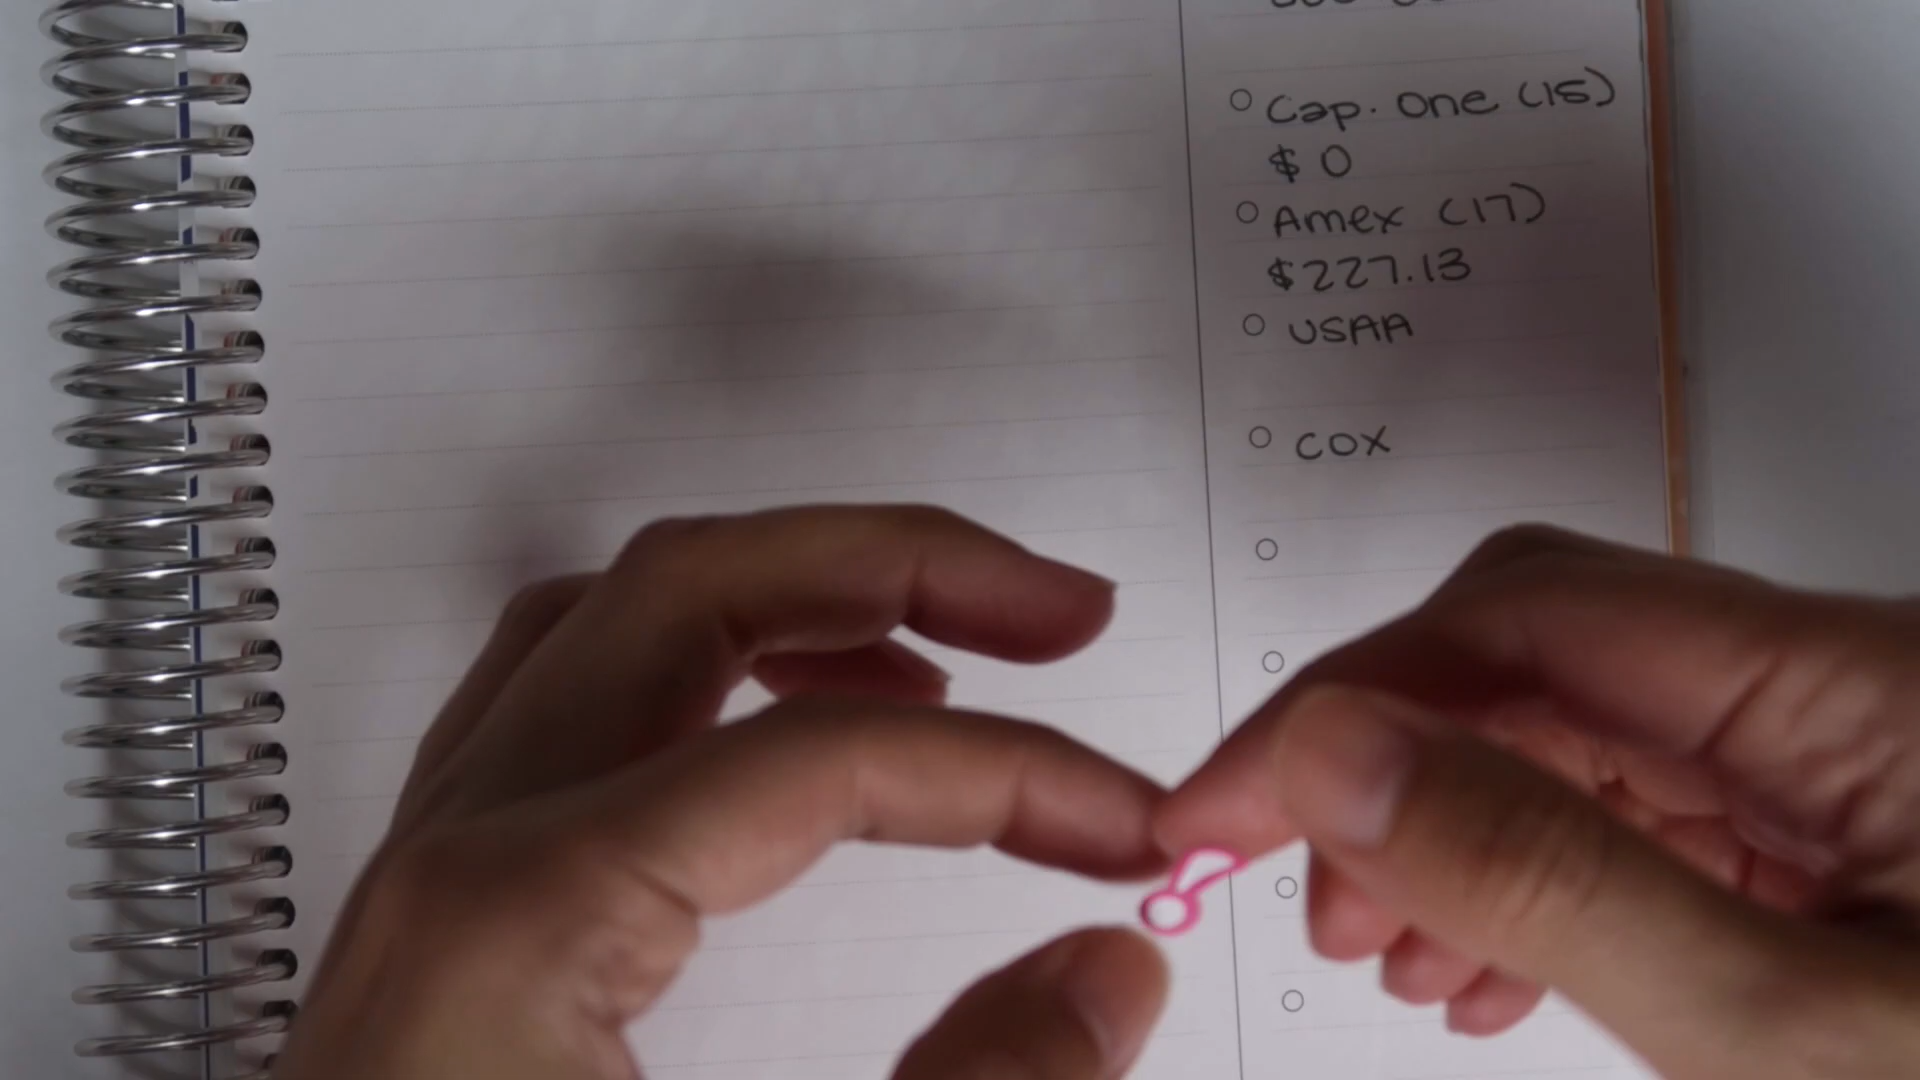 Cap. One (15)
$ 0
Amex (17)
$227.13
USAA
COX